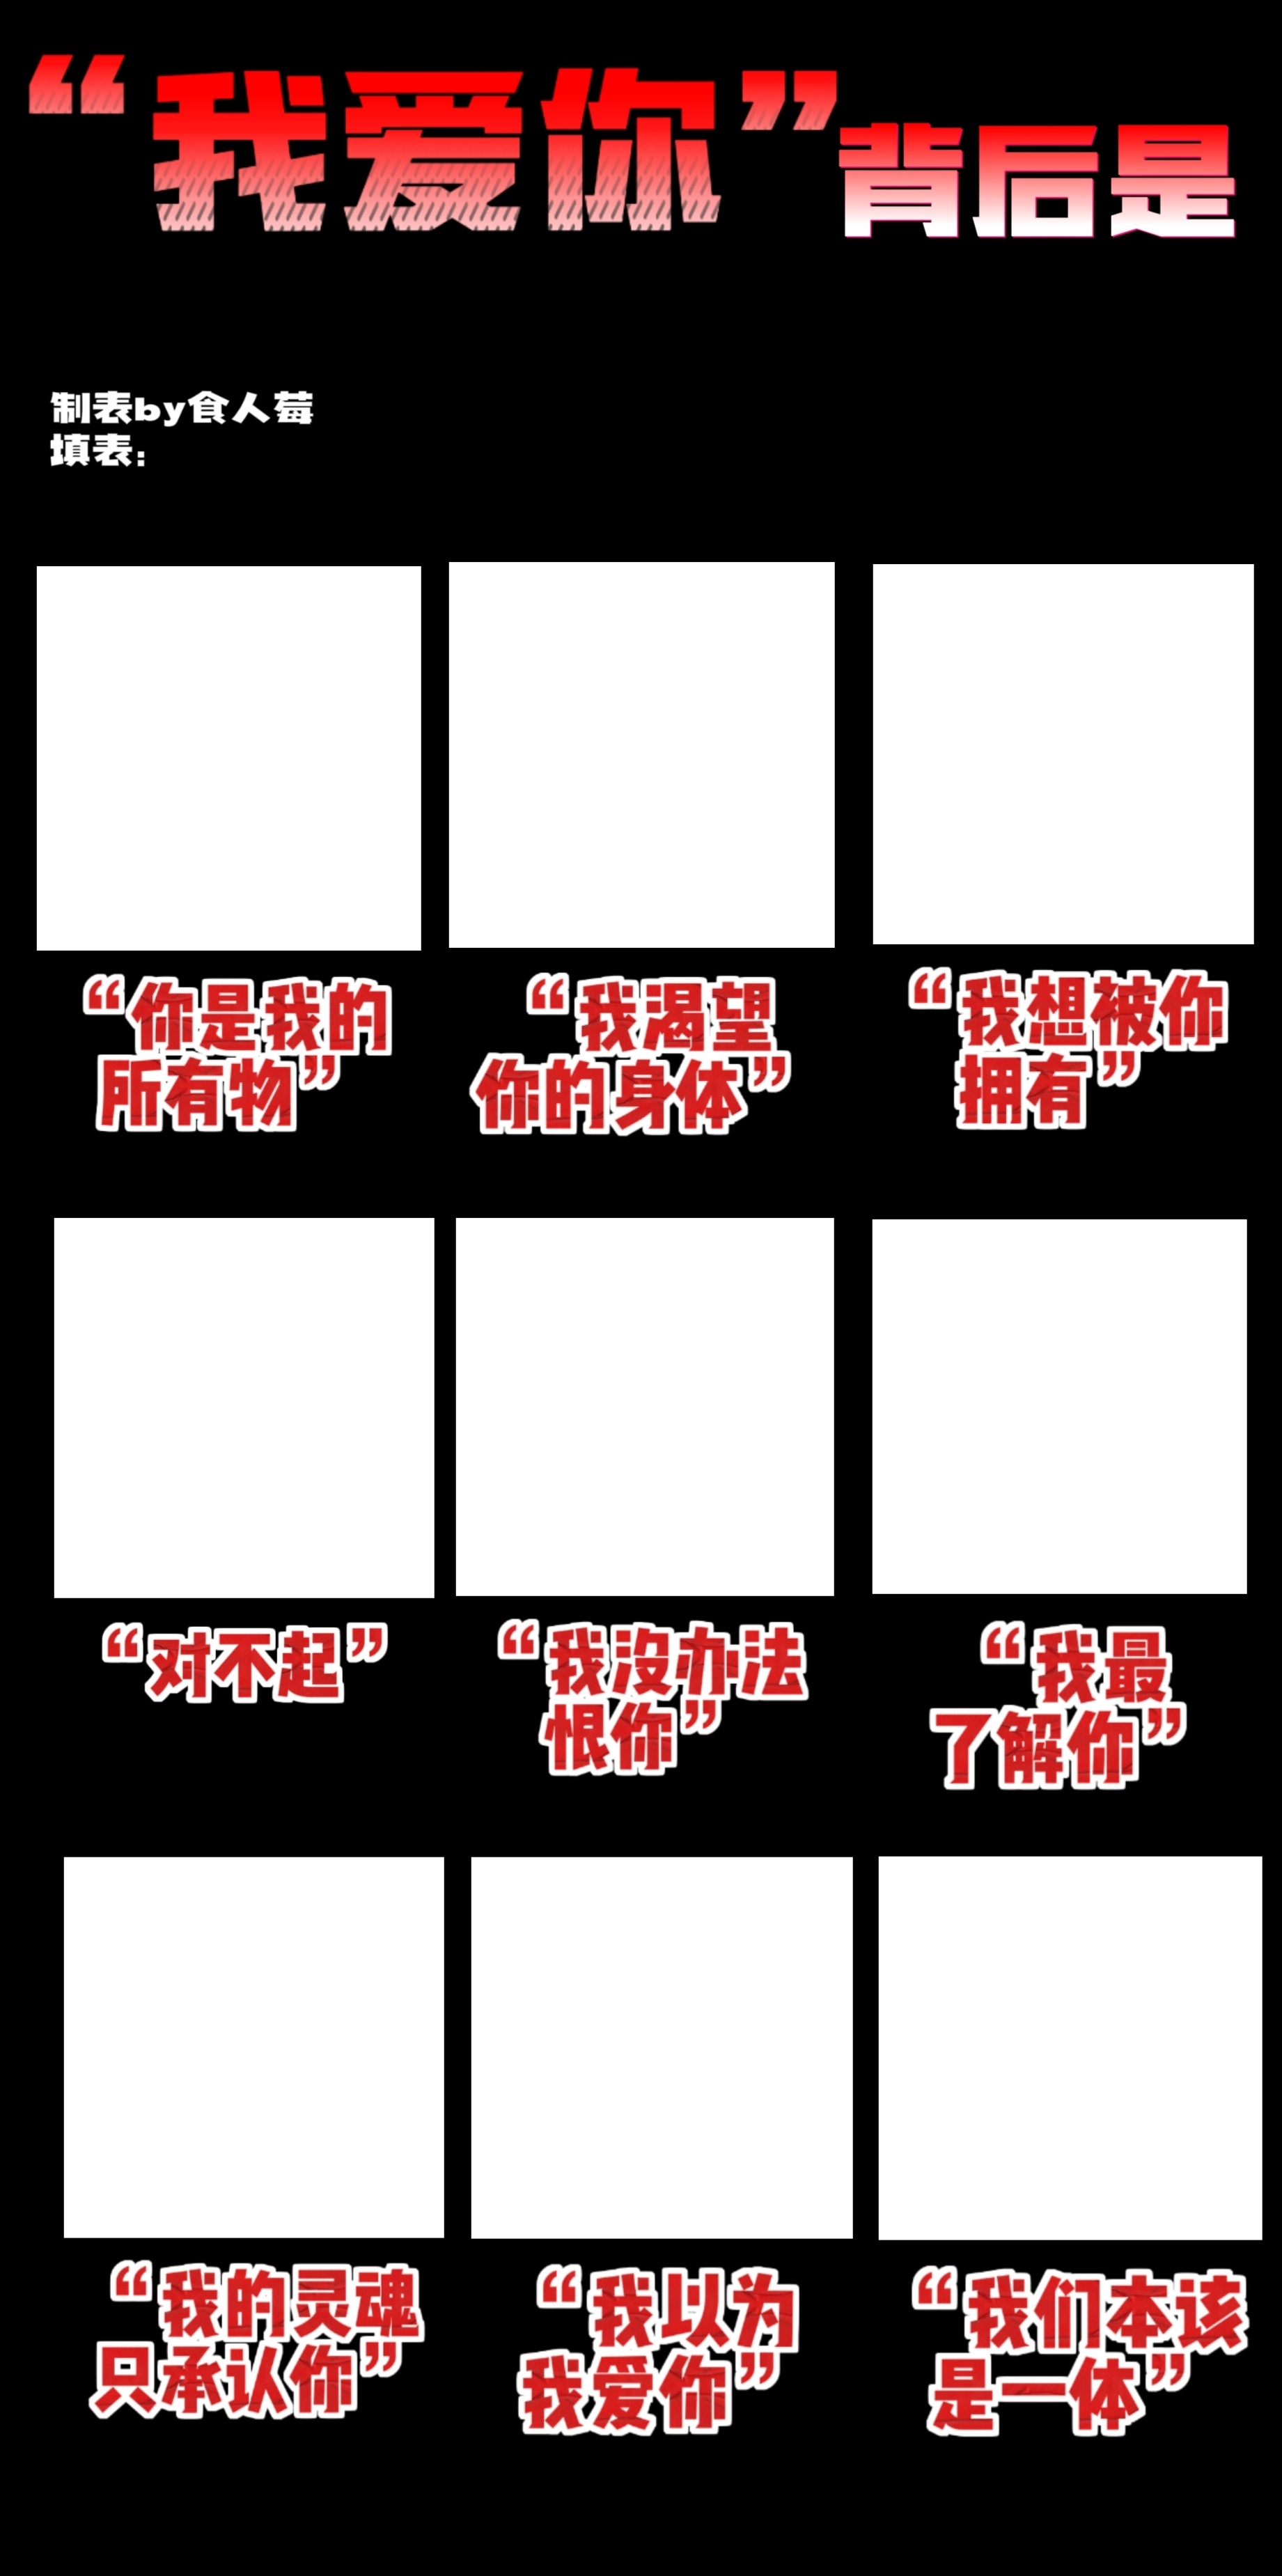 “我爱你”背后是
制表by食人莓
填表：
“你是我的
所有物”
“我渴望
你的身体”
“我想被你
拥有”
“对不起”
“我没办法
恨你”
“我最
了解你”
“我的灵魂
只承认你”
“我以为
我爱你”
“我们本该
是一体”